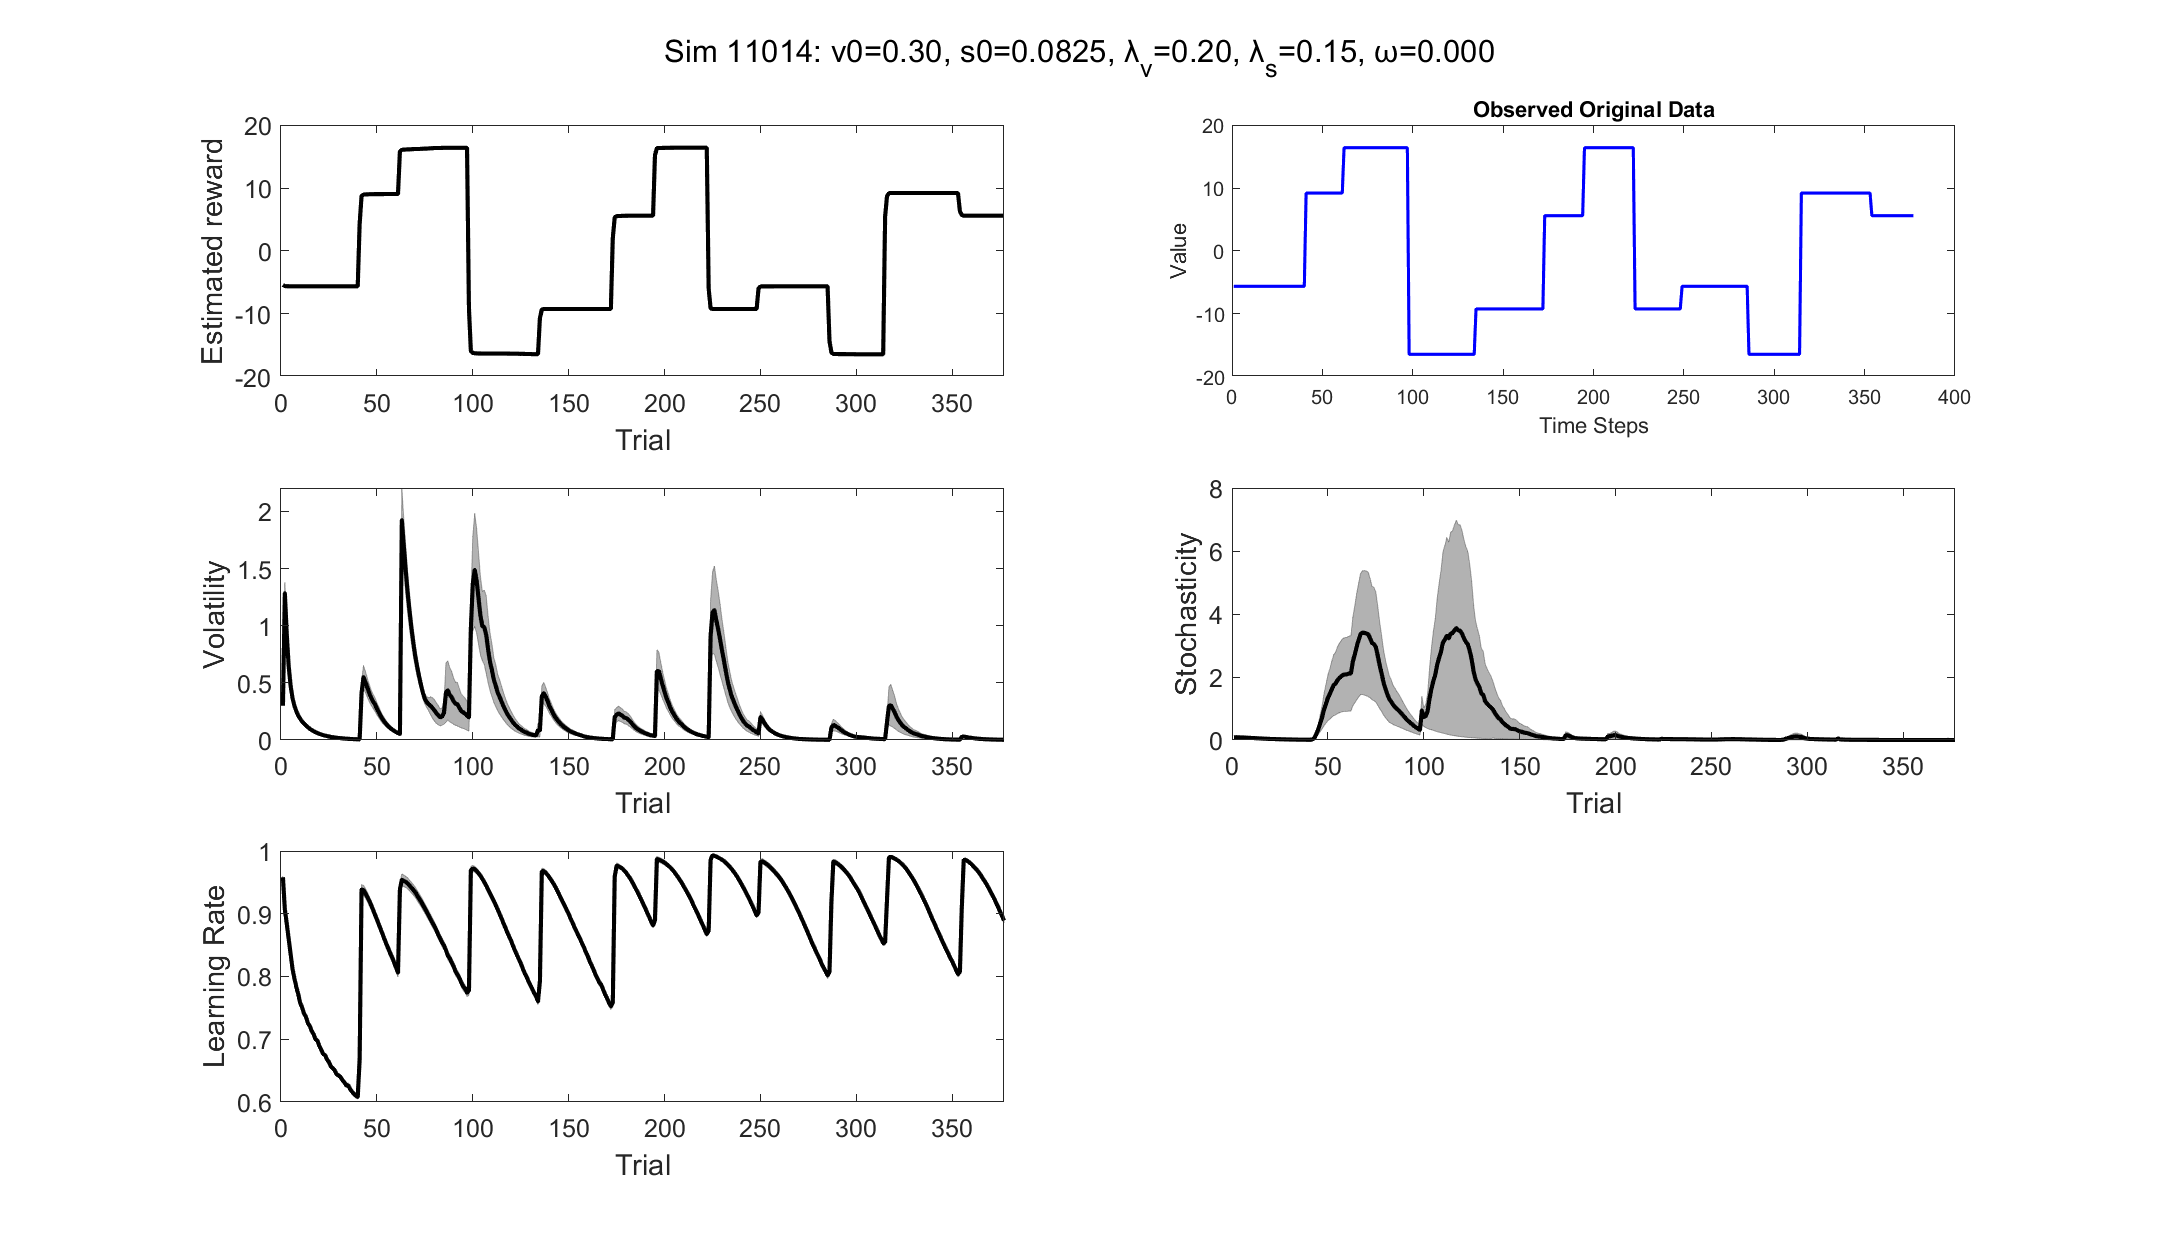 Sim 11014: v0=0.30, s0=0.0825, λ_v=0.20, λ_s=0.15, ω=0.000
Estimated reward
20
10
0
-10
-20
0 50 100 150 200 250 300 350
Trial
Observed Original Data
Value
20
10
0
-10
-20
0 50 100 150 200 250 300 350 400
Time Steps
Volatility
2
1.5
1
0.5
0
0 50 100 150 200 250 300 350
Trial
Stochasticity
8
6
4
2
0
0 50 100 150 200 250 300 350
Trial
Learning Rate
1
0.9
0.8
0.7
0.6
0 50 100 150 200 250 300 350
Trial